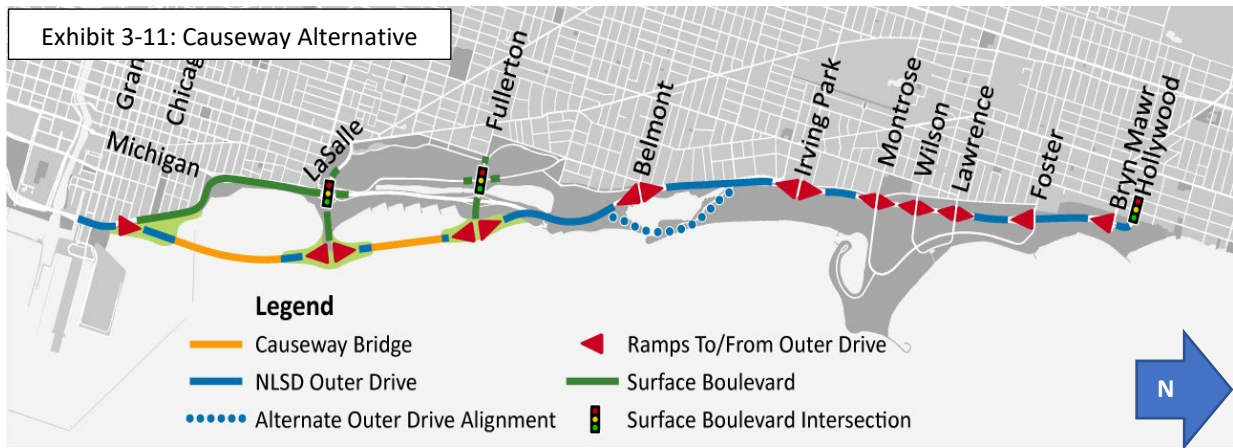 Exhibit 3-11: Causeway Alternative
Gran
Chicag
Michigan
LaSalle
Fullerton
Belmont
Irving Park
Montrose
Wilson
Lawrence
Foster
Bryn Mawr
Hollywood
Legend
Causeway Bridge
NLSD Outer Drive
Alternate Outer Drive Alignment
Ramps To/From Outer Drive
Surface Boulevard
Surface Boulevard Intersection
N